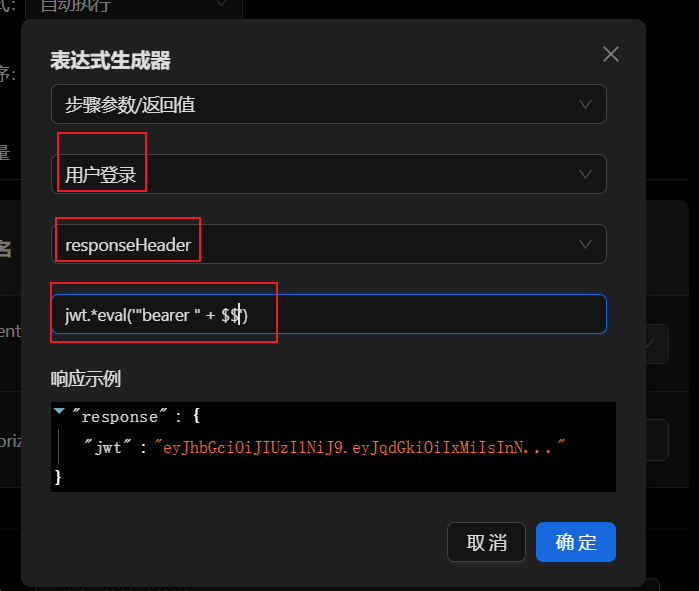 式:
自动执行
表达式生成器
序:
步骤参数/返回值
量
用户登录
名
responseHeader
jwt.*eval('"bearer " + $$')
ent
响应示例
"response" : {
oriz
"jwt" : "eyJhbGciOiJIUzI1NiJ9.eyJqdGkiOiIxMiIsInN..."
}
取消
确定